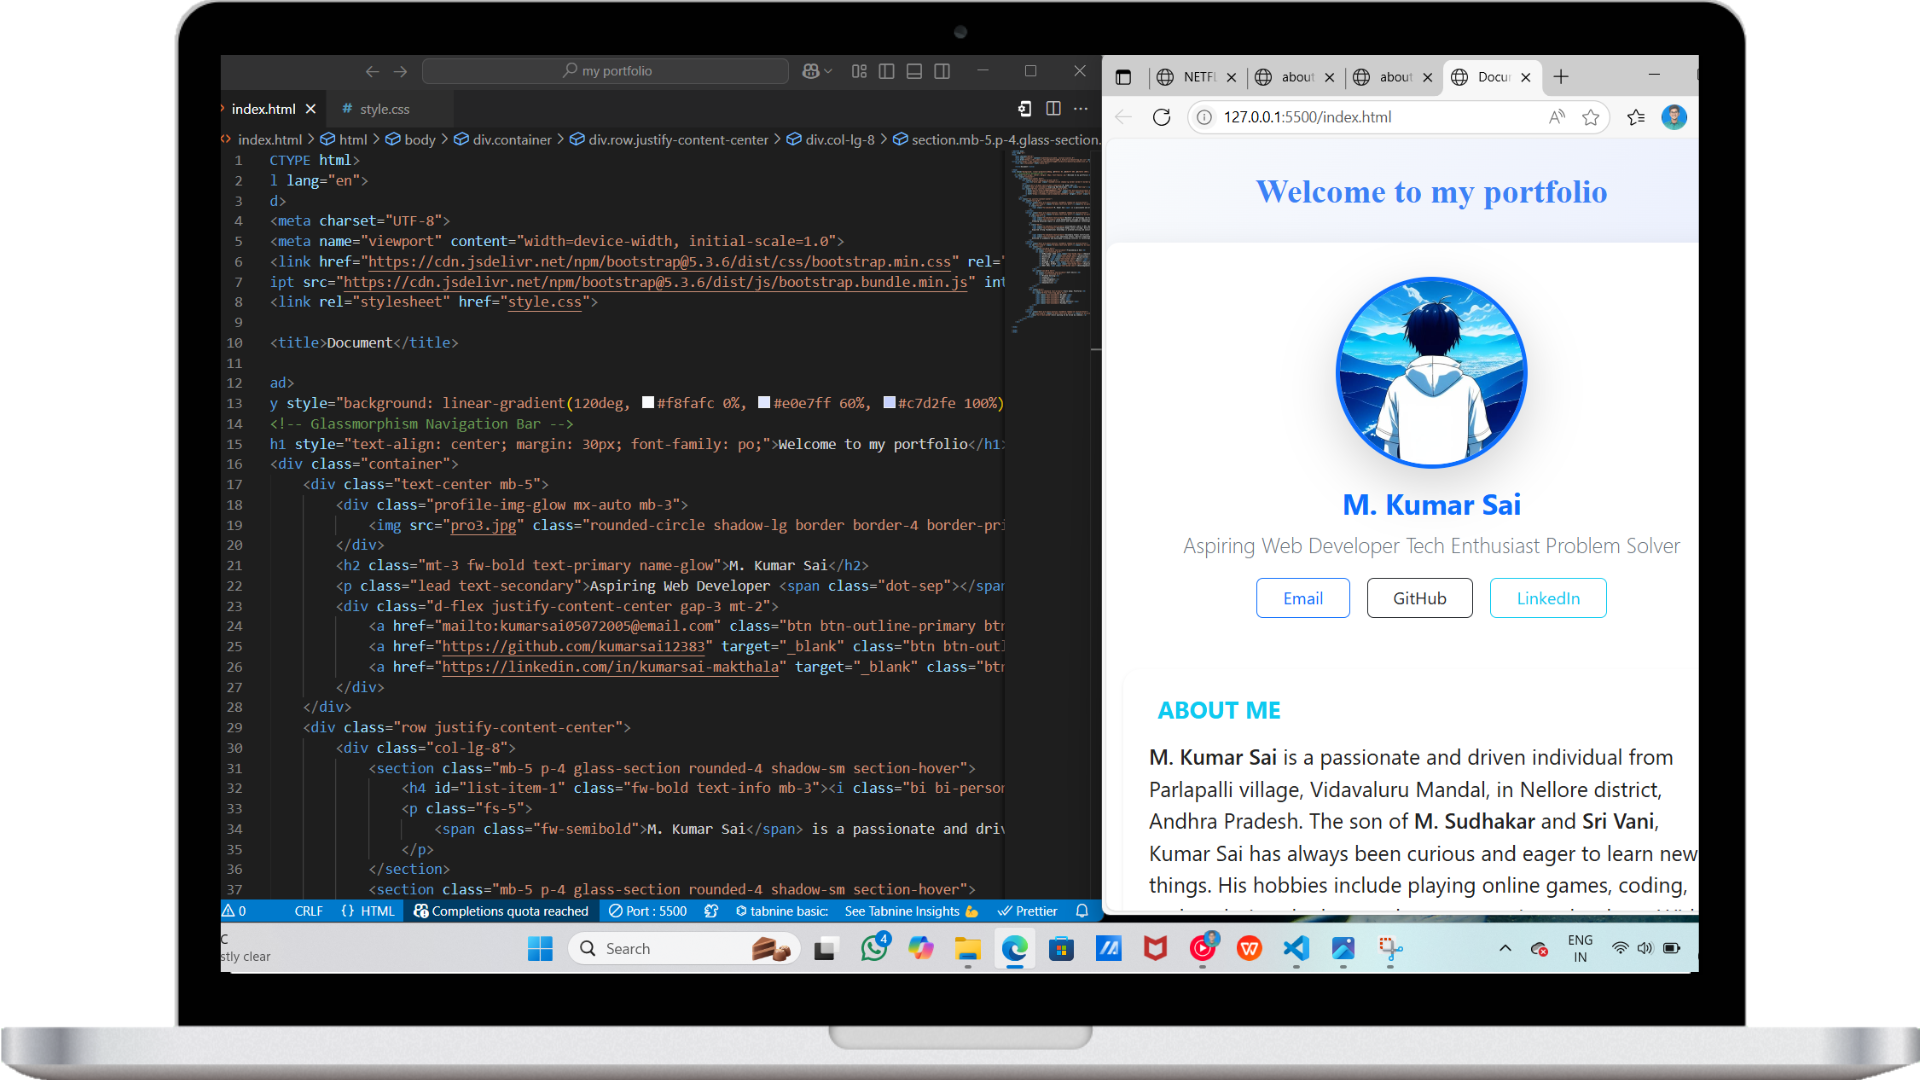 my portfolio
index.html
# style.css
index.html > html > body > div.container > div.row.justify-content-center > div.col-lg-8 > section.mb-5.p-4.glass-section.
1 CTYPE html>
2 l lang="en">
3 d>
4 <meta charset="UTF-8">
5 <meta name="viewport" content="width=device-width, initial-scale=1.0">
6 <link href="https://cdn.jsdelivr.net/npm/bootstrap@5.3.6/dist/css/bootstrap.min.css" rel="
7 ipt src="https://cdn.jsdelivr.net/npm/bootstrap@5.3.6/dist/js/bootstrap.bundle.min.js" int
8 <link rel="stylesheet" href="style.css">
9
10 <title>Document</title>
11
12 ad>
13 y style="background: linear-gradient(120deg, #f8fafc 0%, #e0e7ff 60%, #c7d2fe 100%)
14 <!-- Glassmorphism Navigation Bar -->
15 h1 style="text-align: center; margin: 30px; font-family: po;">Welcome to my portfolio</h1>
16 <div class="container">
17 <div class="text-center mb-5">
18 <div class="profile-img-glow mx-auto mb-3">
19 <img src="pro3.jpg" class="rounded-circle shadow-lg border border-4 border-pri
20 </div>
21 <h2 class="mt-3 fw-bold text-primary name-glow">M. Kumar Sai</h2>
22 <p class="lead text-secondary">Aspiring Web Developer <span class="dot-sep"></span
23 <div class="d-flex justify-content-center gap-3 mt-2">
24 <a href="mailto:kumarsai05072005@email.com" class="btn btn-outline-primary btn
25 <a href="https://github.com/kumarsai12383" target="_blank" class="btn btn-outl
26 <a href="https://linkedin.com/in/kumarsai-makthala" target="_blank" class="btn
27 </div>
28 </div>
29 <div class="row justify-content-center">
30 <div class="col-lg-8">
31 <section class="mb-5 p-4 glass-section rounded-4 shadow-sm section-hover">
32 <h4 id="list-item-1" class="fw-bold text-info mb-3"><i class="bi bi-person
33 <p class="fs-5">
34 <span class="fw-semibold">M. Kumar Sai</span> is a passionate and driv
35 </p>
36 </section>
37 <section class="mb-5 p-4 glass-section rounded-4 shadow-sm section-hover">
0 CRLF {} HTML Completions quota reached Port : 5500 tabnine basic: See Tabnine Insights Prettier
NETFL about about Docu
127.0.0.1:5500/index.html
Welcome to my portfolio
M. Kumar Sai
Aspiring Web Developer Tech Enthusiast Problem Solver
Email GitHub LinkedIn
ABOUT ME
M. Kumar Sai is a passionate and driven individual from
Parlapalli village, Vidavaluru Mandal, in Nellore district,
Andhra Pradesh. The son of M. Sudhakar and Sri Vani,
Kumar Sai has always been curious and eager to learn new
things. His hobbies include playing online games, coding,
C
stly clear
Search
4
ENG
IN